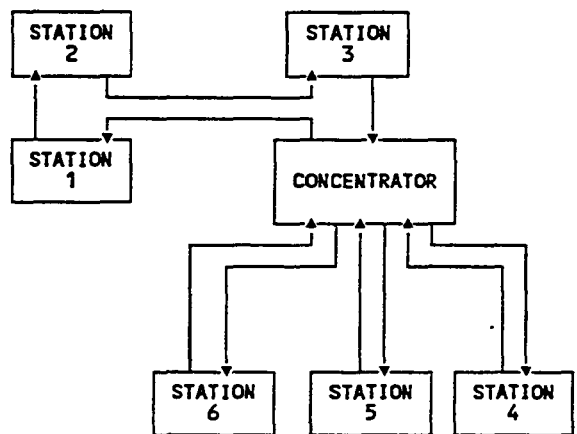 STATION
2
STATION
3
STATION
1
CONCENTRATOR
STATION
6
STATION
5
STATION
4